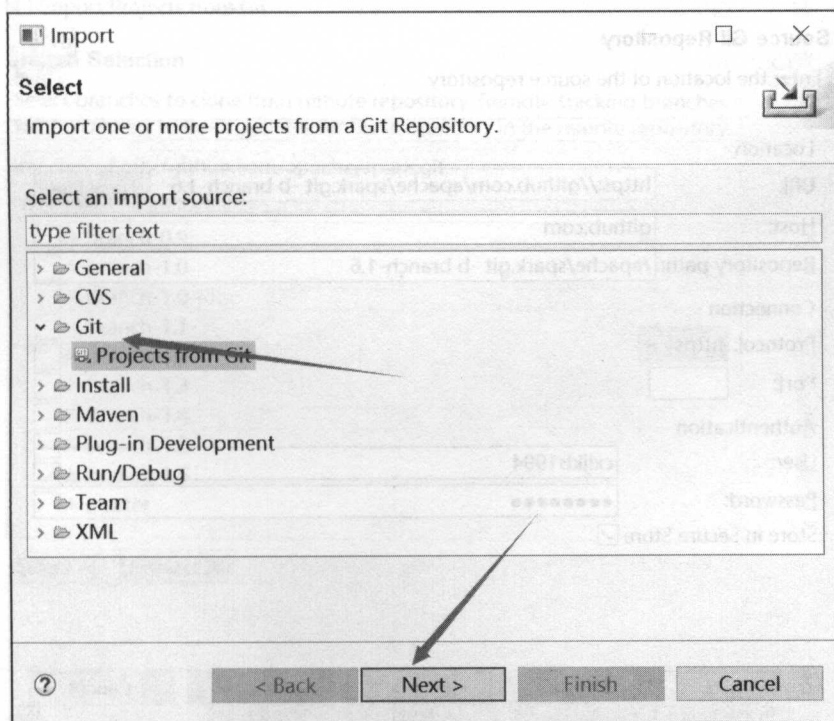 Import
Select
Import one or more projects from a Git Repository.
Select an import source:
type filter text
General
CVS
Git
Projects from Git
Install
Maven
Plug-in Development
Run/Debug
Team
XML
< Back
Next >
Finish
Cancel